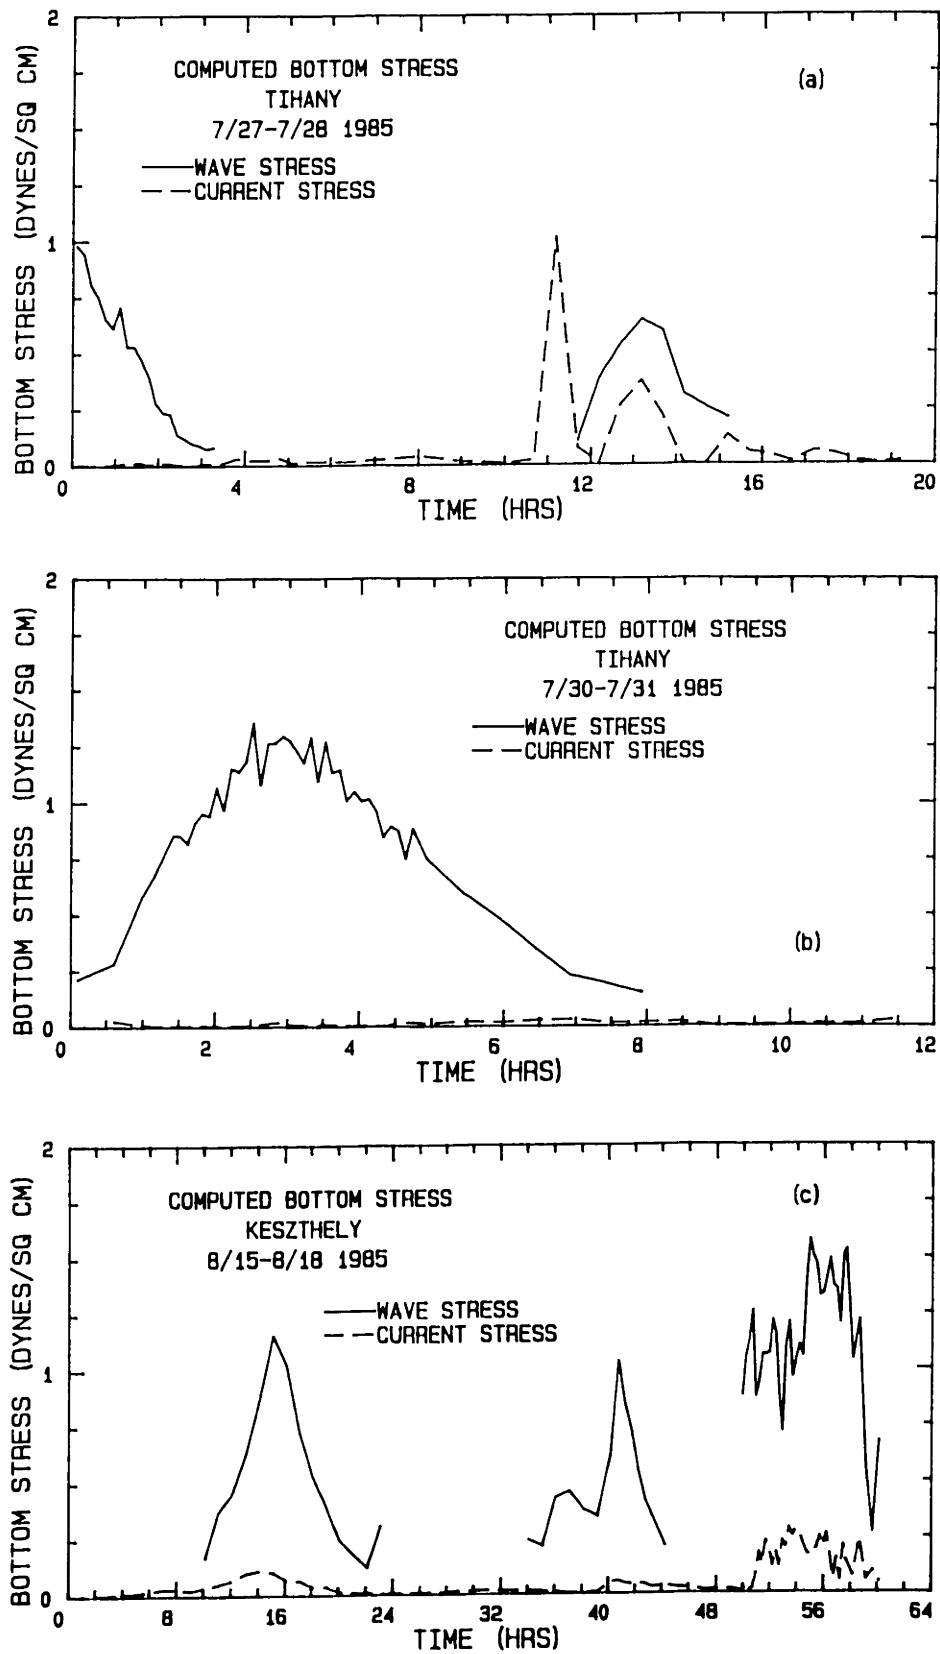 2
COMPUTED BOTTOM STRESS
(a)
TIHANY
7/27-7/28 1985
WAVE STRESS
CURRENT STRESS
BOTTOM STRESS (DYNES/SQ CM)
1
0
0 4 8 12 16 20
TIME (HRS)
2
COMPUTED BOTTOM STRESS
TIHANY
7/30-7/31 1985
WAVE STRESS
CURRENT STRESS
BOTTOM STRESS (DYNES/SQ CM)
1
(b)
0
0 2 4 6 8 10 12
TIME (HRS)
2
COMPUTED BOTTOM STRESS
(c)
KESZTHELY
8/15-8/18 1985
WAVE STRESS
CURRENT STRESS
BOTTOM STRESS (DYNES/SQ CM)
1
0
0 8 16 24 32 40 48 56 64
TIME (HRS)